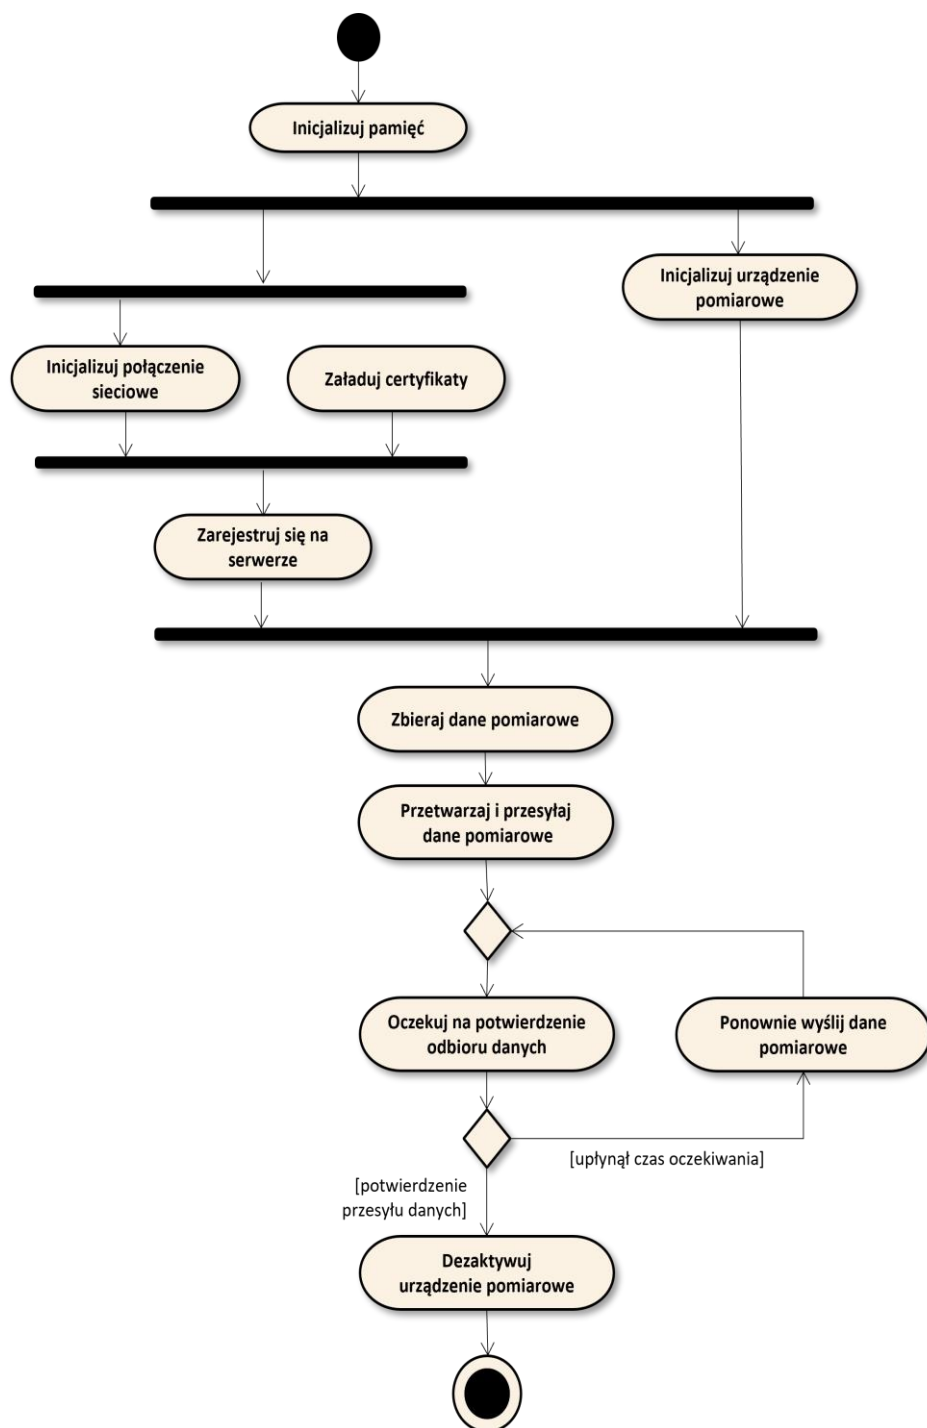 Inicjalizuj pamięć
Inicjalizuj urządzenie
pomiarowe
Inicjalizuj połączenie
sieciowe
Załaduj certyfikaty
Zarejestruj się na
serwerze
Zbieraj dane pomiarowe
Przetwarzaj i przesyłaj
dane pomiarowe
Oczekuj na potwierdzenie
odbioru danych
Ponownie wyślij dane
pomiarowe
[upłynął czas oczekiwania]
[potwierdzenie
przesyłu danych]
Dezaktywuj
urządzenie pomiarowe